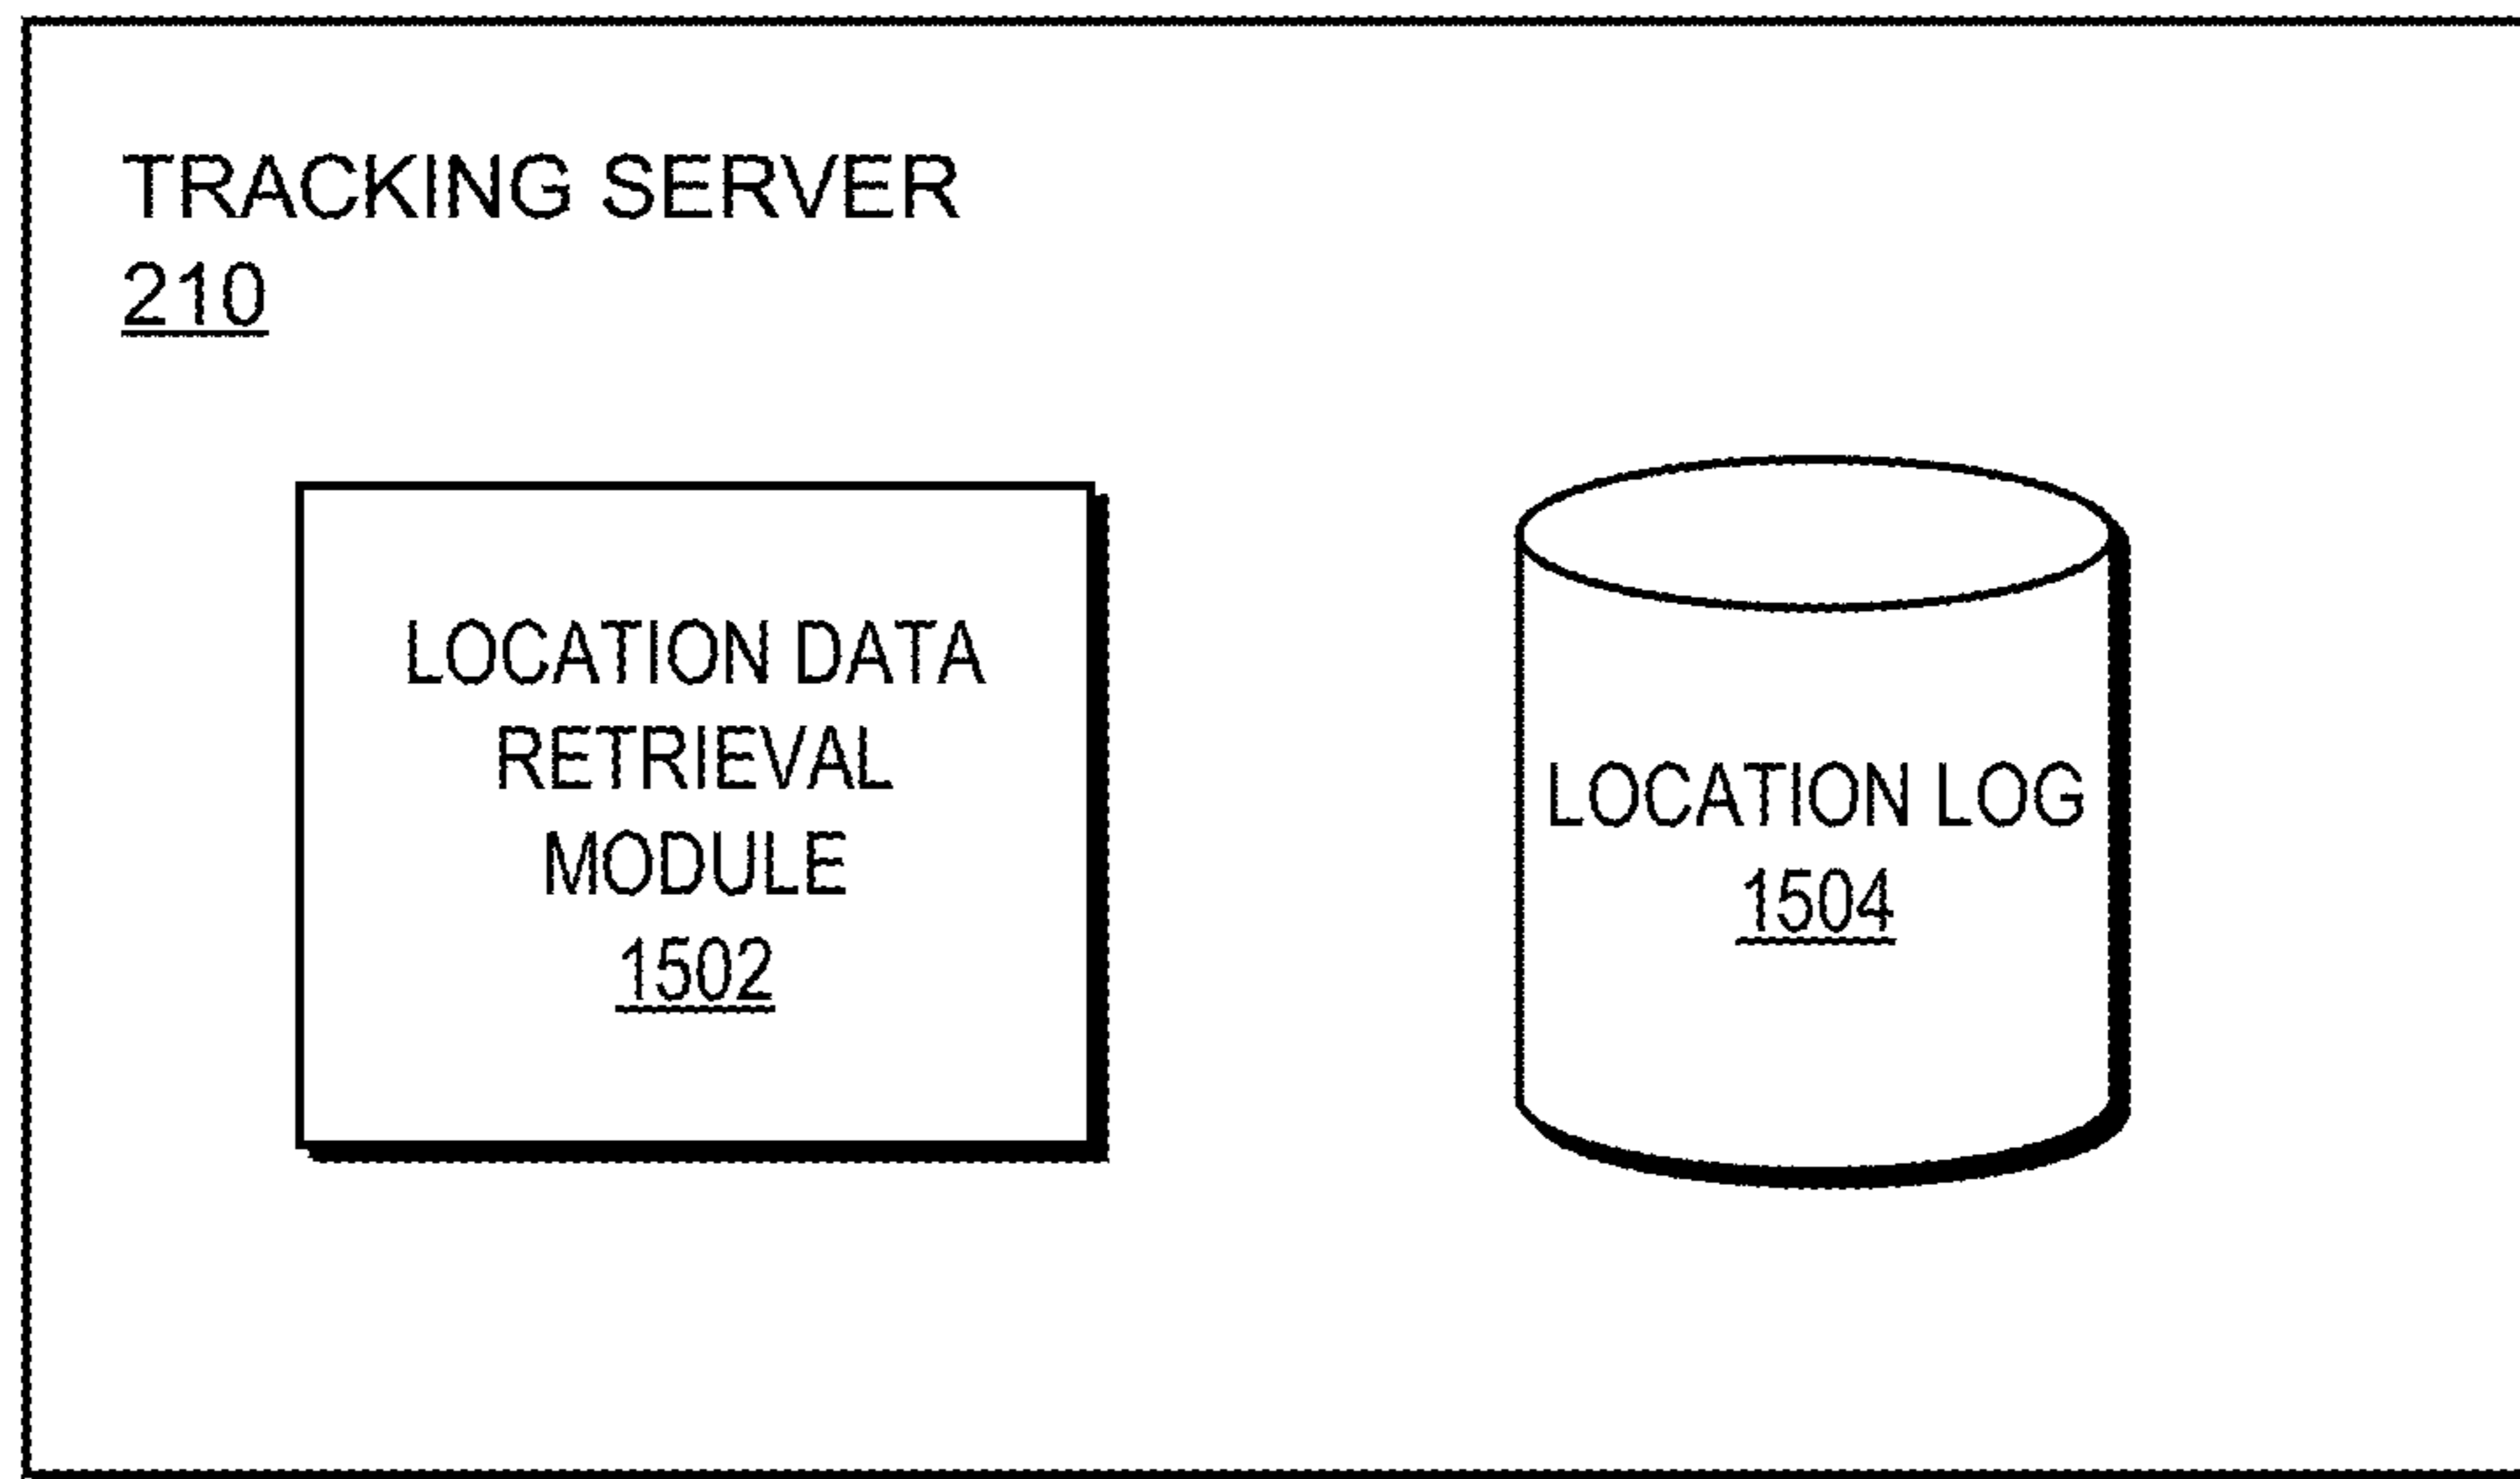 TRACKING SERVER
210
LOCATION DATA
RETRIEVAL
MODULE
1502
LOCATION LOG
1504